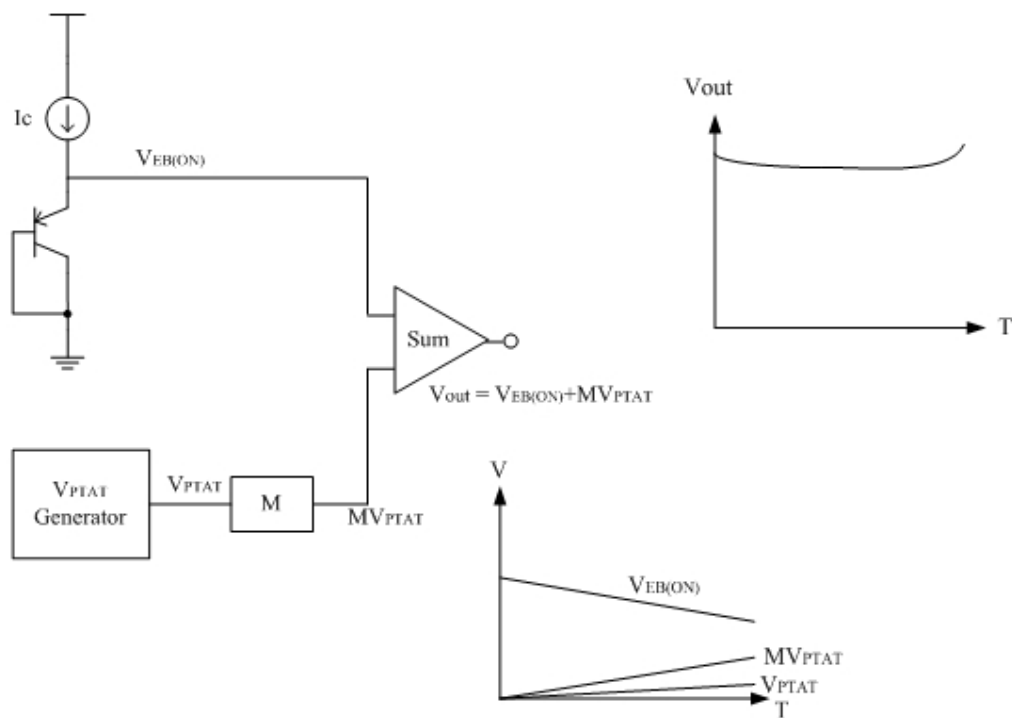 Ic
VEB(ON)
Vout
T
Sum
Vout = VEB(ON)+MVPTAT
VPTAT
Generator
VPTAT
M
MVPTAT
V
VEB(ON)
MVPTAT
VPTAT
T